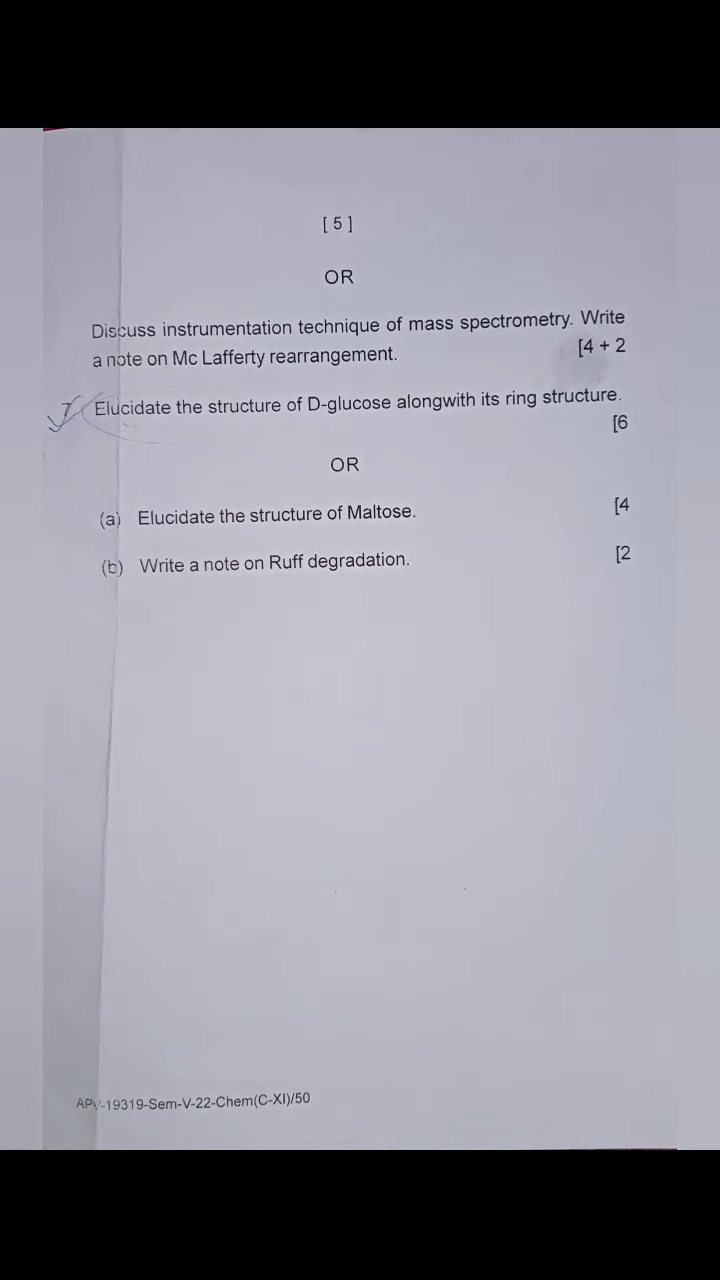 [ 5 ]
OR
Discuss instrumentation technique of mass spectrometry. Write
a note on Mc Lafferty rearrangement. [4 + 2
7. Elucidate the structure of D-glucose alongwith its ring structure.
[6
OR
(a) Elucidate the structure of Maltose. [4
(b) Write a note on Ruff degradation. [2
APV-19319-Sem-V-22-Chem(C-XI)/50